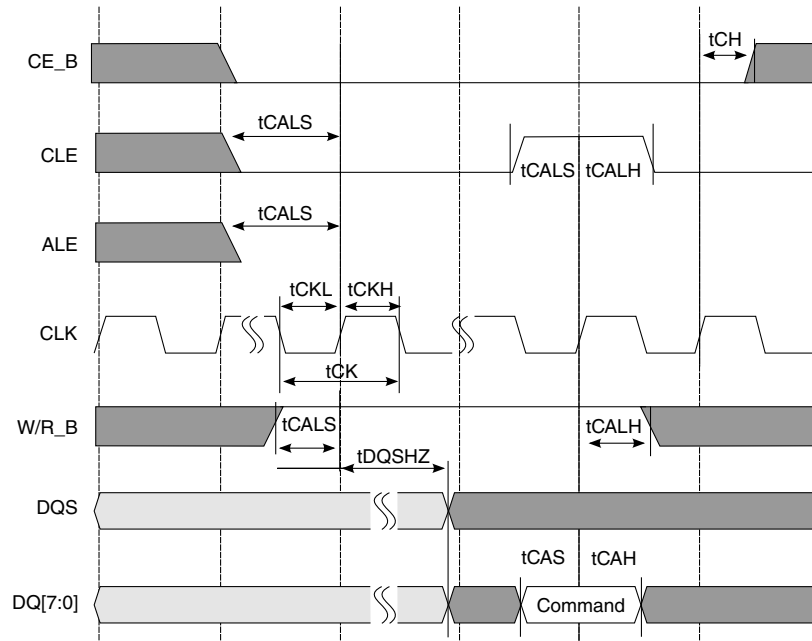 tCH
CE_B
tCALS
CLE
tCALS tCALH
tCALS
ALE
tCKL tCKH
CLK
tCK
W/R_B
tCALS
tCALH
tDQSHZ
DQS
tCAS tCAH
DQ[7:0]
Command